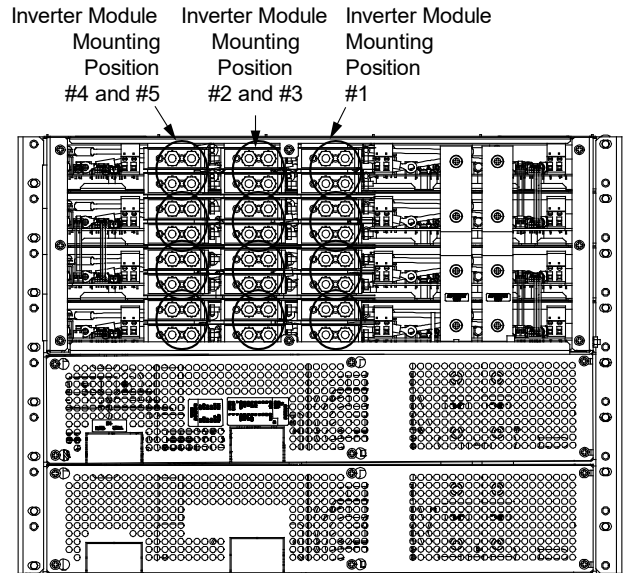 Inverter Module
Mounting
Position
#4 and #5
Inverter Module
Mounting
Position
#2 and #3
Inverter Module
Mounting
Position
#1